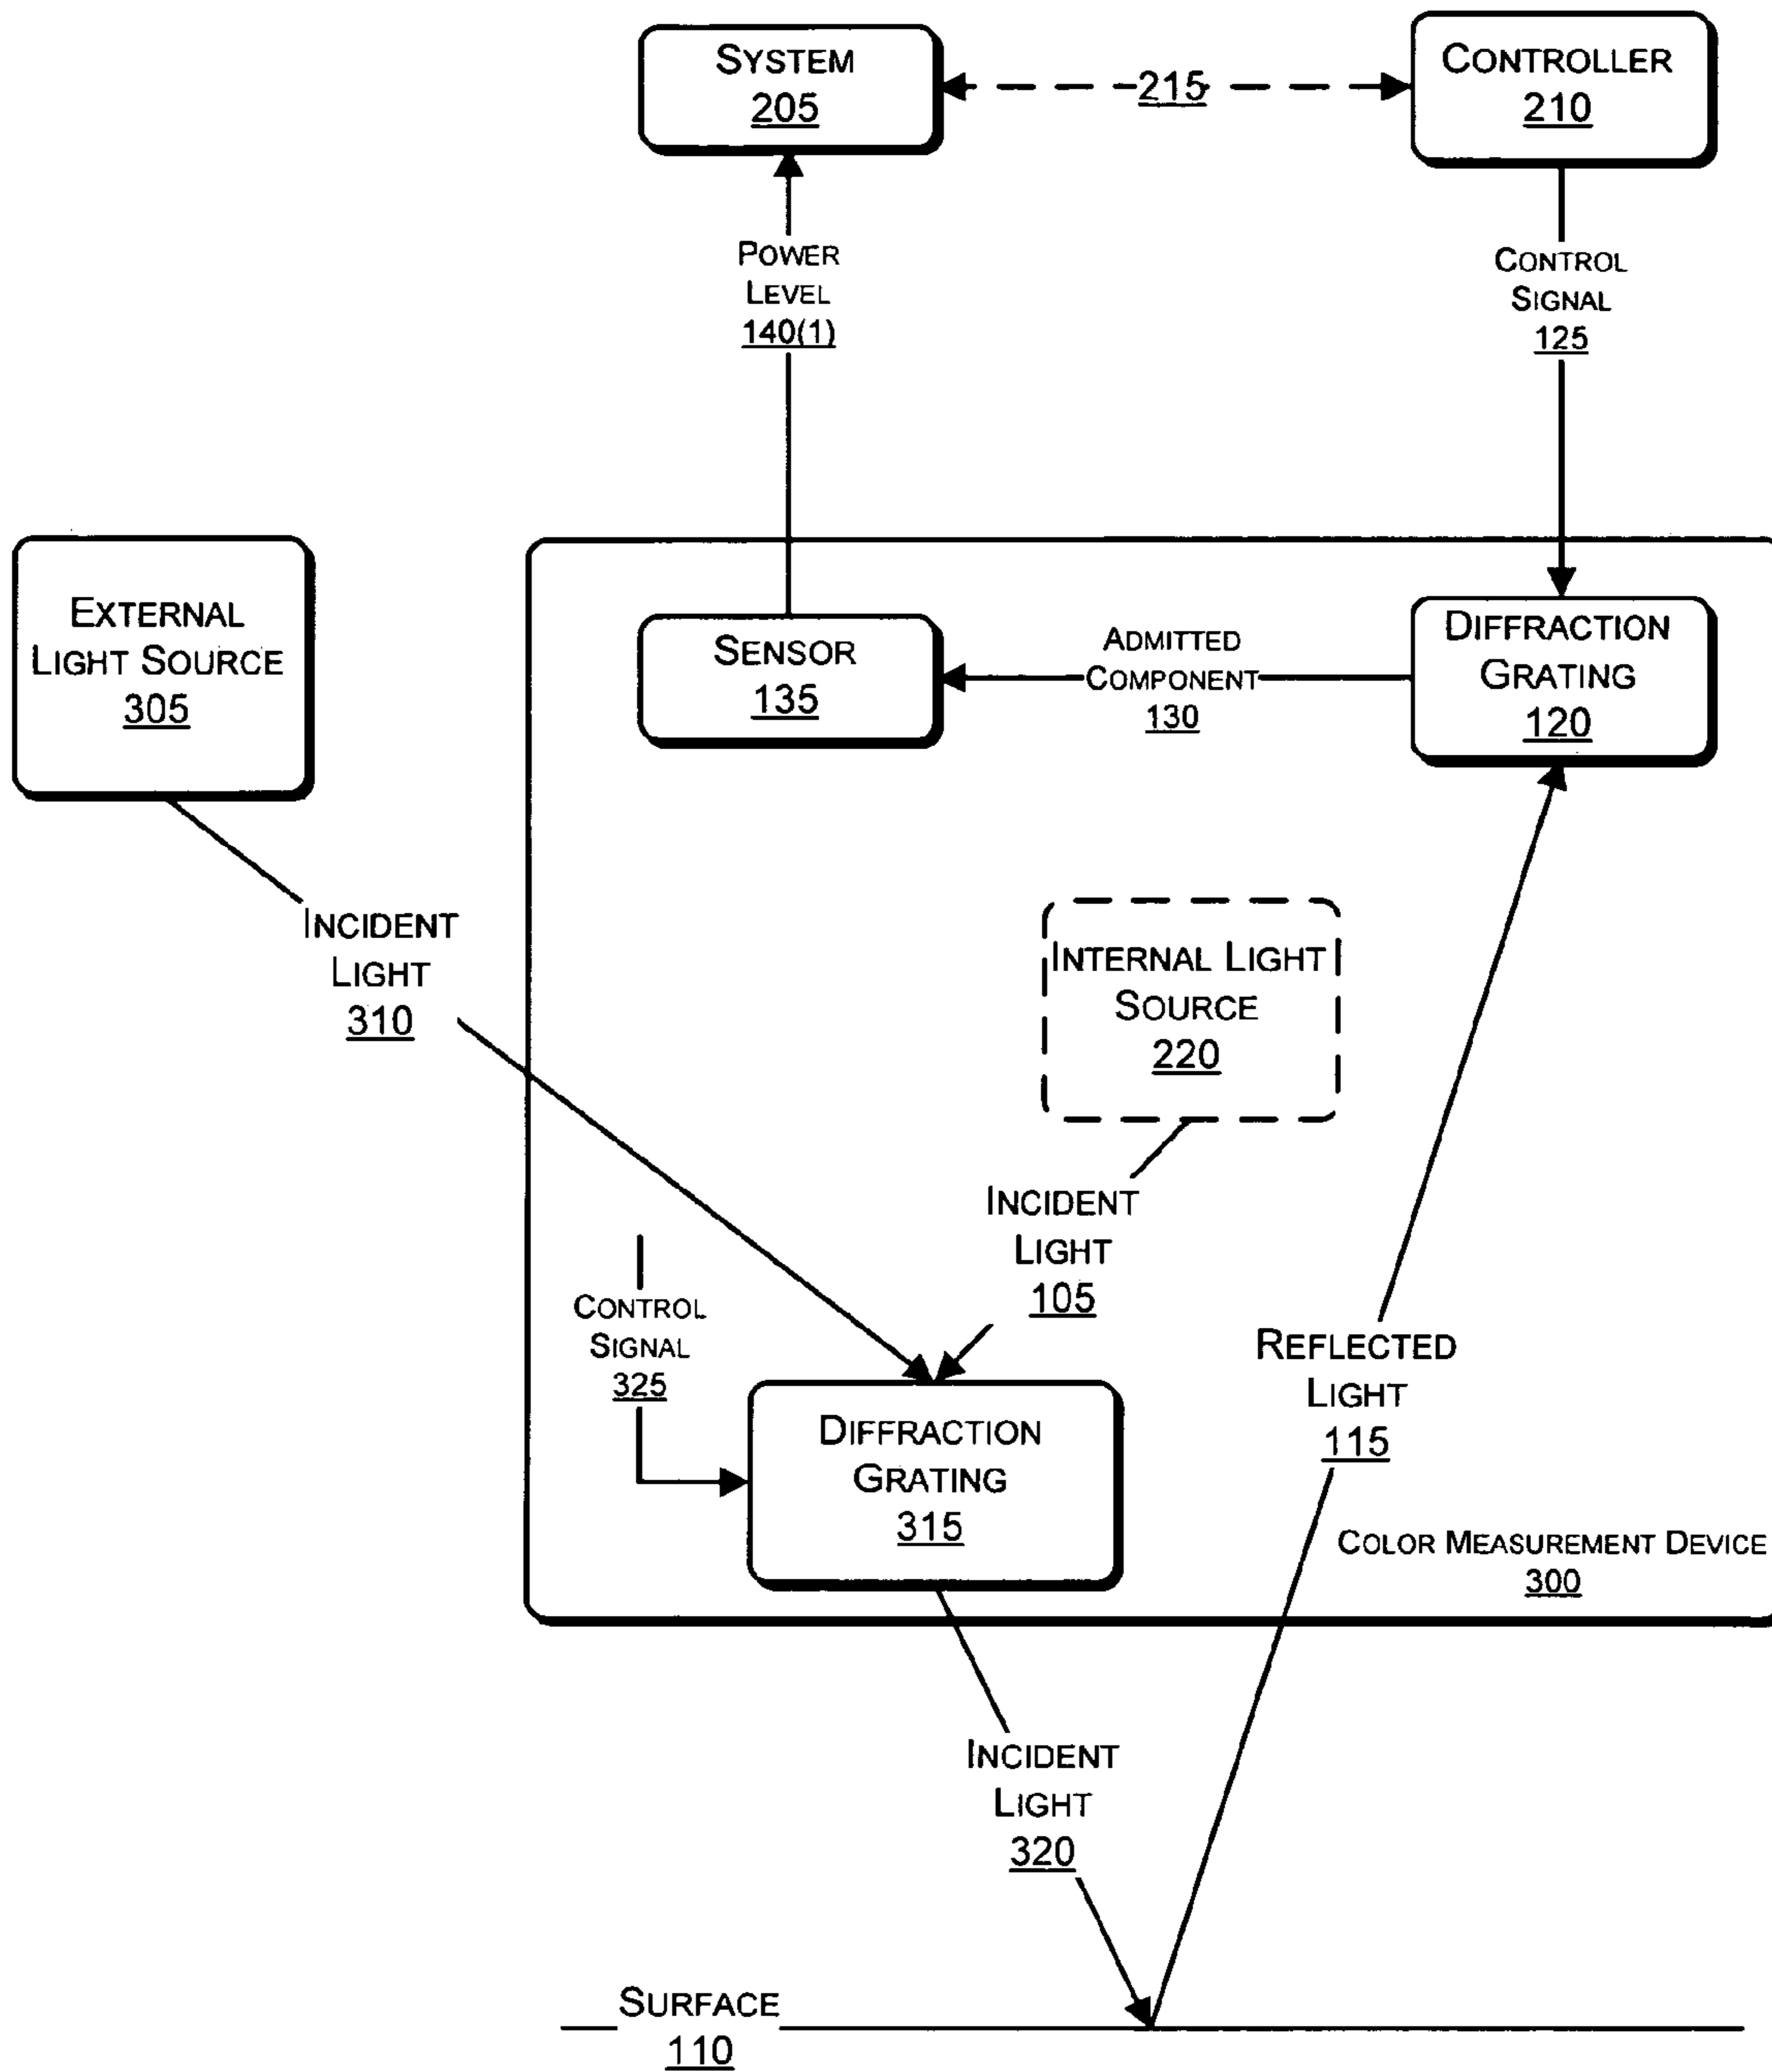 SYSTEM
205
215
CONTROLLER
210
POWER
LEVEL
140(1)
CONTROL
SIGNAL
125
EXTERNAL
LIGHT SOURCE
305
SENSOR
135
ADMITTED
COMPONENT
130
DIFFRACTION
GRATING
120
INCIDENT
LIGHT
310
INTERNAL LIGHT
SOURCE
220
INCIDENT
LIGHT
105
CONTROL
SIGNAL
325
DIFFRACTION
GRATING
315
REFLECTED
LIGHT
115
COLOR MEASUREMENT DEVICE
300
INCIDENT
LIGHT
320
SURFACE
110